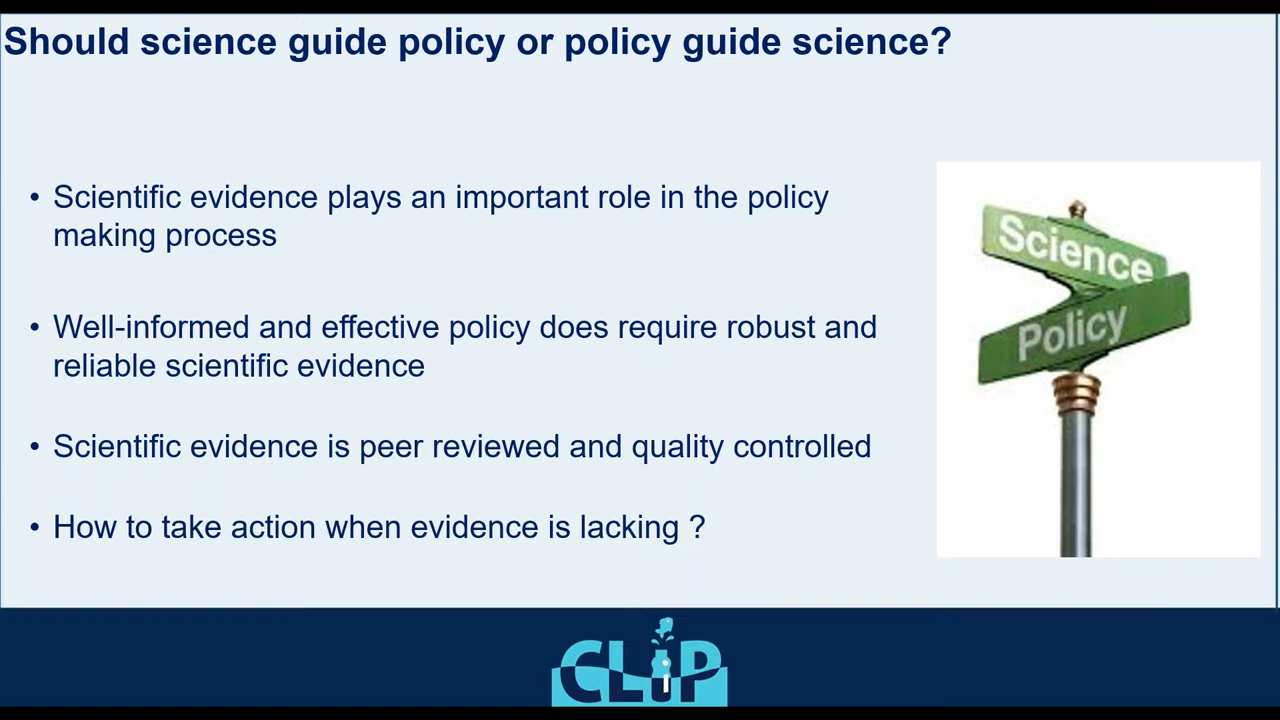 Should science guide policy or policy guide science?
• Scientific evidence plays an important role in the policy
making process
• Well-informed and effective policy does require robust and
reliable scientific evidence
• Scientific evidence is peer reviewed and quality controlled
• How to take action when evidence is lacking ?
Science
Policy
CLiP